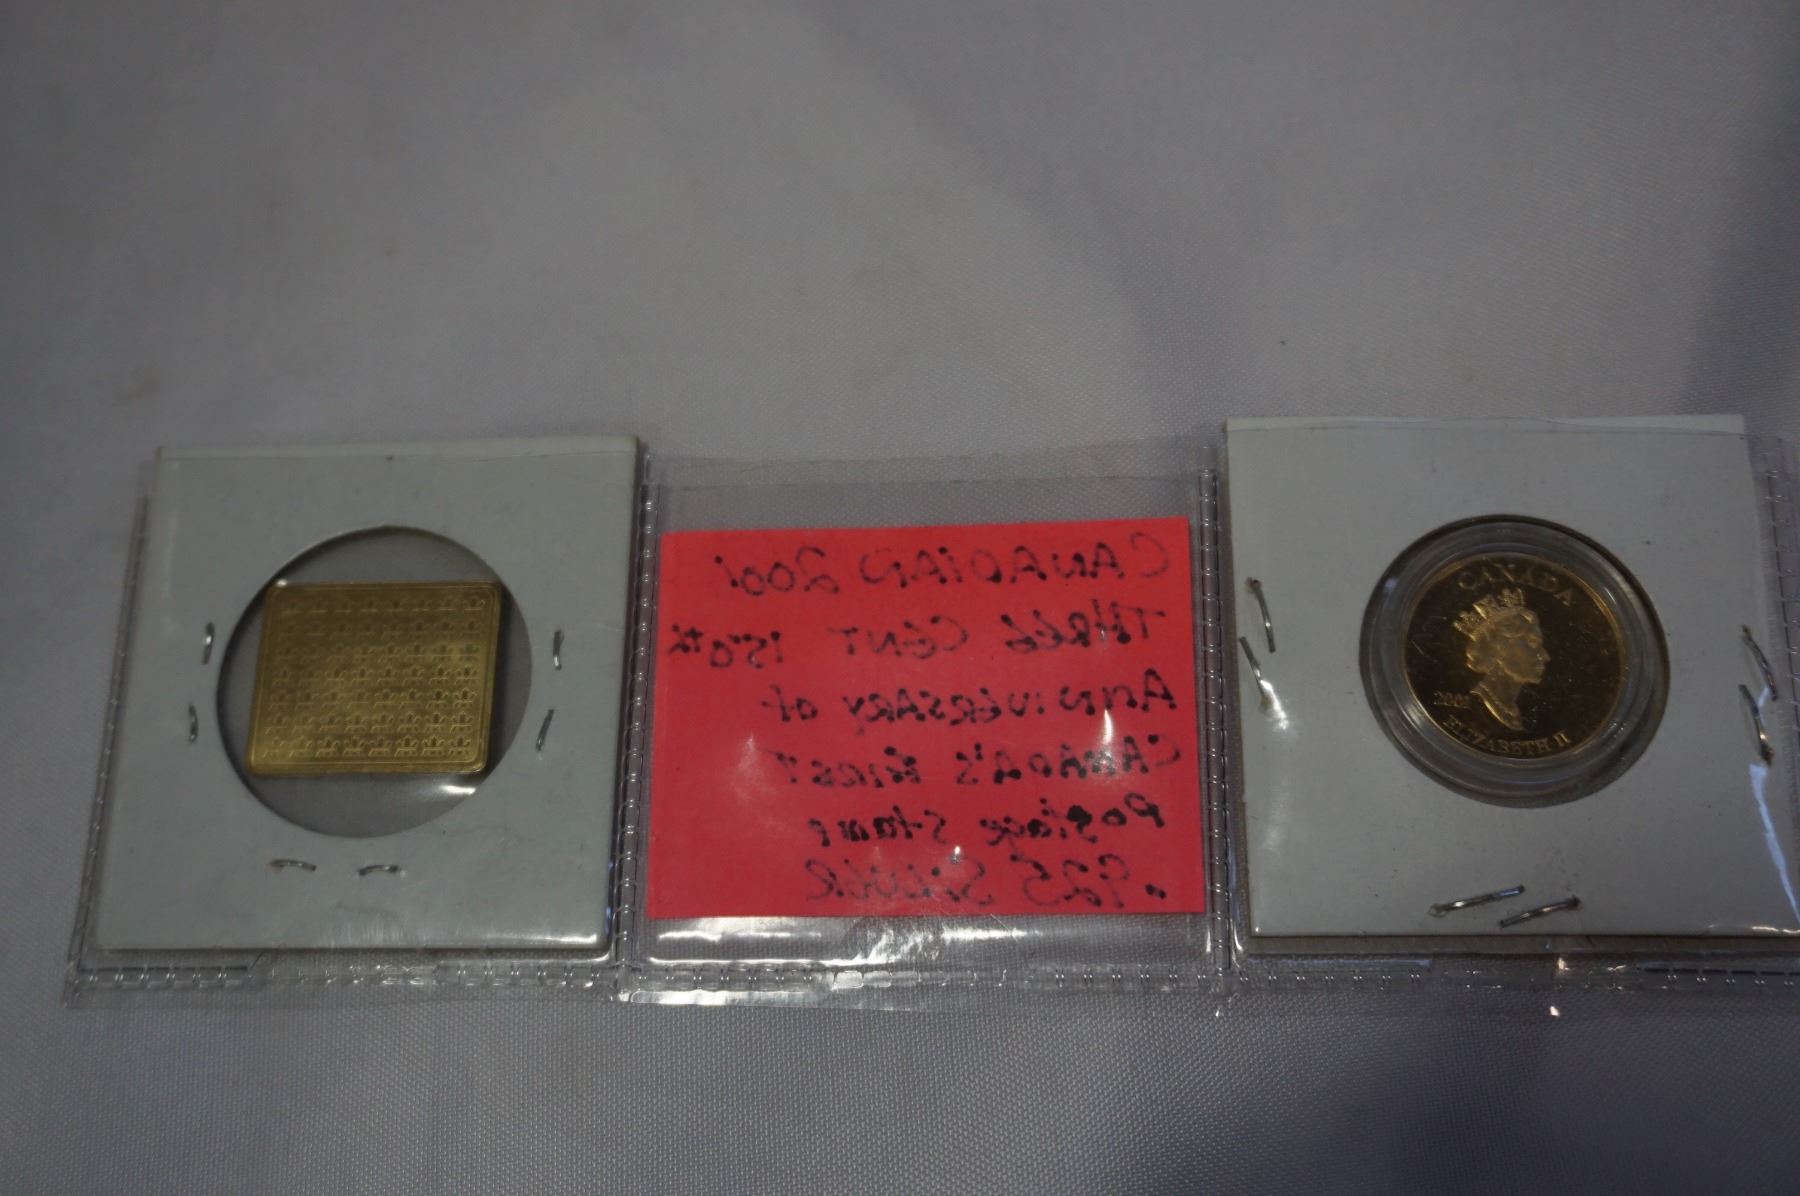 CANADIAN 2001
THREE CENT 150th
ANNIVERSARY of
CANADA'S FIRST
Postage Stamp
.925 SILVER
CANADA
2001
ELIZABETH II